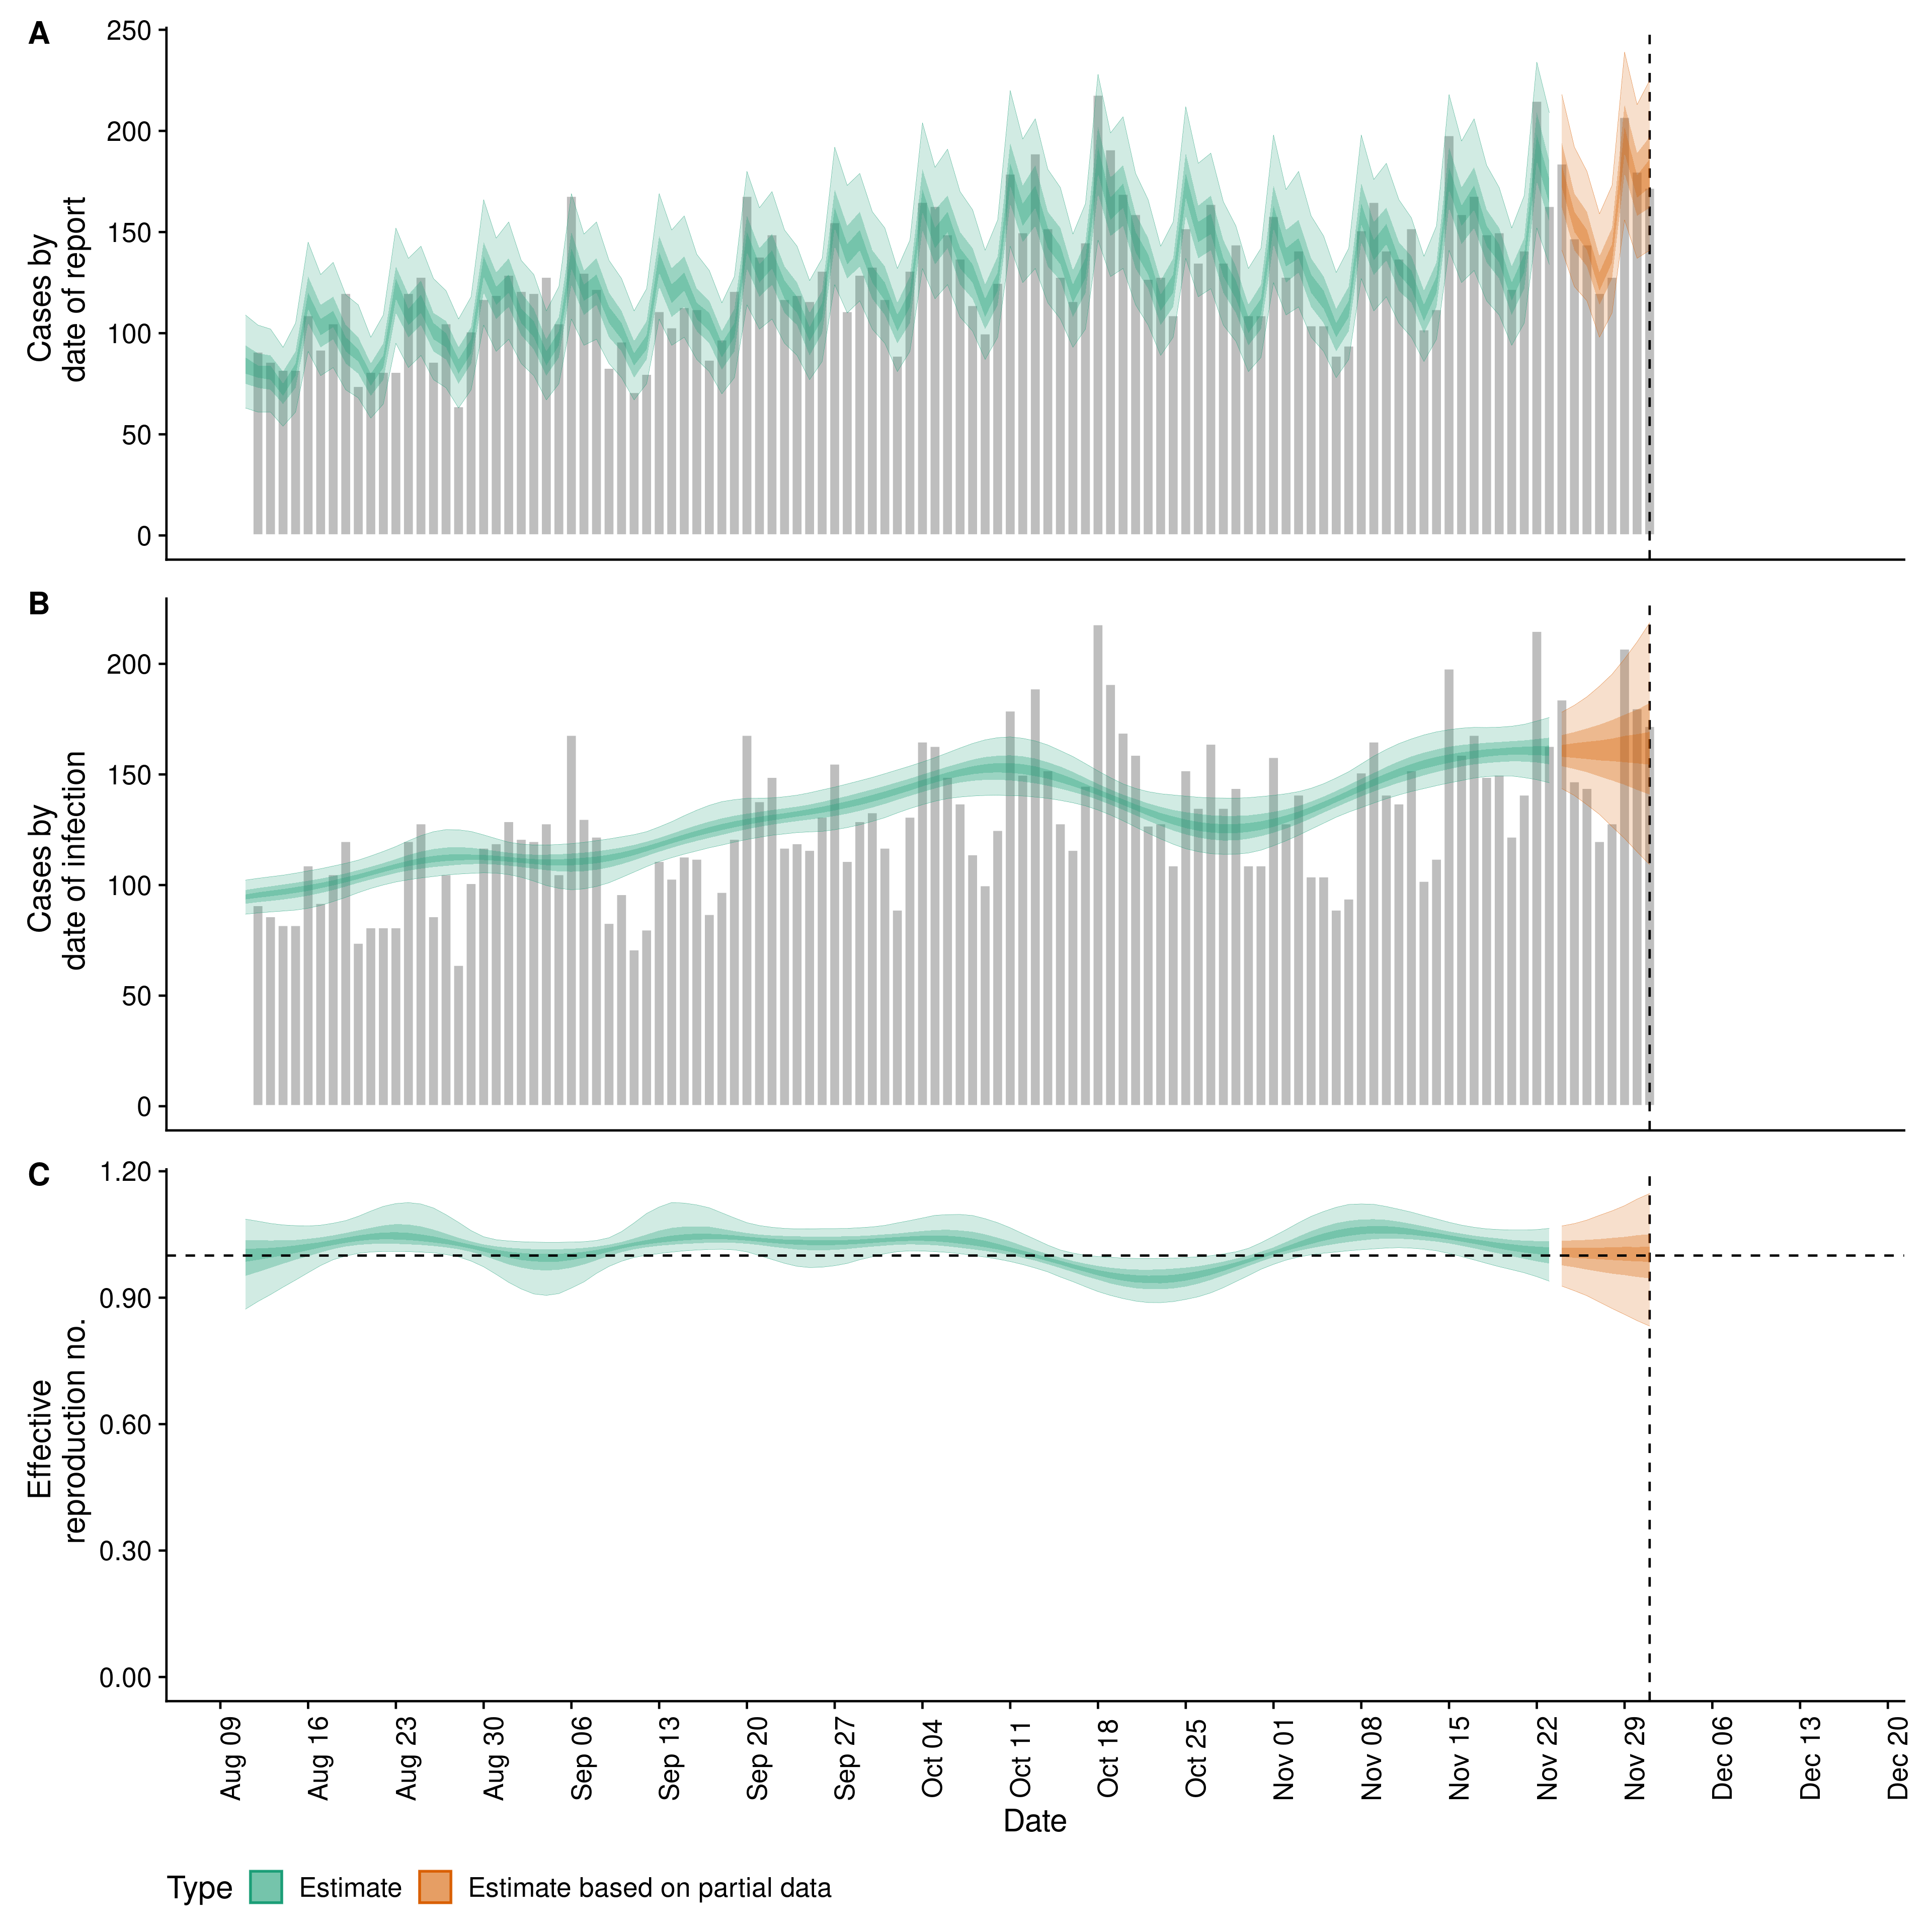 A
250
200
150
100
50
0
Cases by
date of report
B
200
150
100
50
0
Cases by
date of infection
C
1.20
0.90
0.60
0.30
0.00
Effective
reproduction no.
Aug 09
Aug 16
Aug 23
Aug 30
Sep 06
Sep 13
Sep 20
Sep 27
Oct 04
Oct 11
Oct 18
Oct 25
Nov 01
Nov 08
Nov 15
Nov 22
Nov 29
Dec 06
Dec 13
Dec 20
Date
Type Estimate Estimate based on partial data